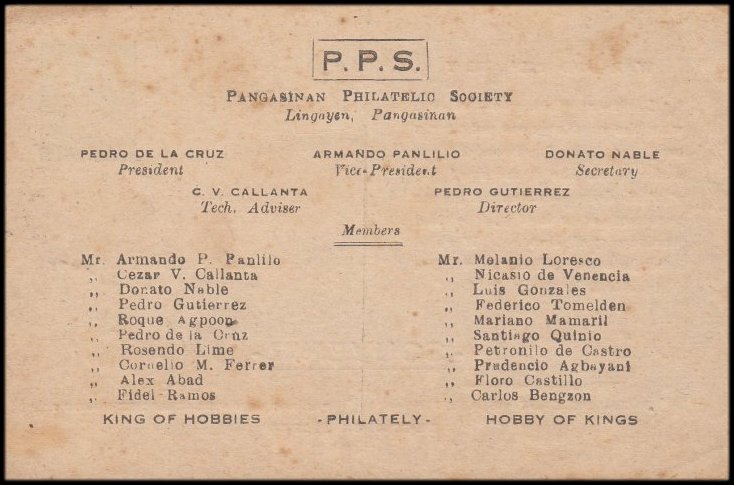 P. P. S.
PANGASINAN PHILATELIC SOCIETY
Lingayen, Pangasinan
PEDRO DE LA CRUZ ARMANDO PANLILIO DONATO NABLE
President Vice-President Secretary
C. V. CALLANTA PEDRO GUTIERREZ
Tech. Adviser Director
Members
Mr. Armando P. Panlilo Mr. Melanio Loresco
„ Cezar V. Callanta „ Nicasio de Venencia
„ Donato Nable „ Luis Gonzales
„ Pedro Gutierrez „ Federico Tomelden
„ Roque Agpoon „ Mariano Mamaril
„ Pedro de la Cruz „ Santiago Quinio
„ Rosendo Lime „ Petronilo de Castro
„ Cornelio M. Ferrer „ Prudencio Agbayani
„ Alex Abad „ Floro Castillo
„ Fidel Ramos „ Carlos Bengzon
KING OF HOBBIES -PHILATELY- HOBBY OF KINGS